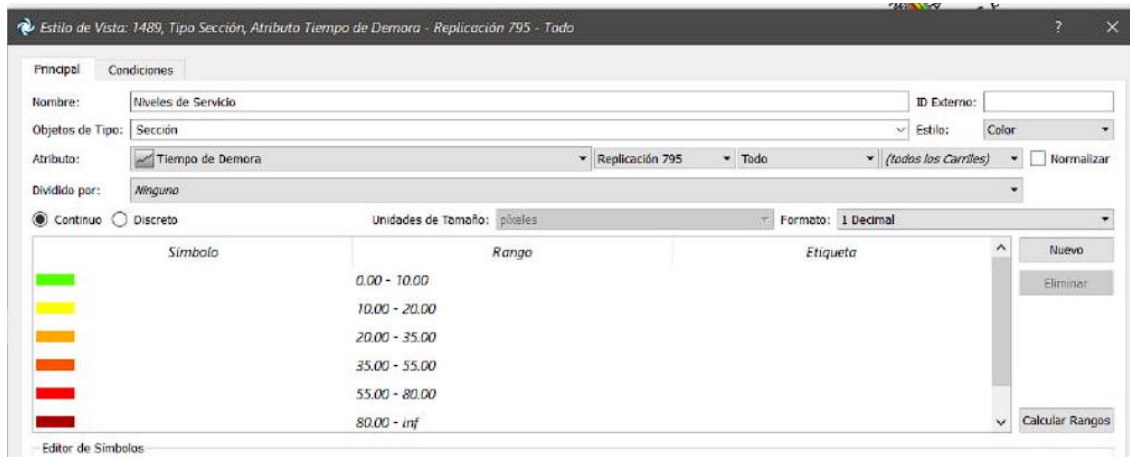 Estilo de Vista: 1489, Tipo Sección, Atributo Tiempo de Demora - Replicación 795 - Todo ? ×
Principal Condiciones
Nombre: Niveles de Servicio ID Externo:
Objetos de Tipo: Sección Estilo: Color
Atributo: Tiempo de Demora Replicación 795 Todo (todos los Carriles) Normalizar
Dividido por: Ninguno
Continuo Discreto Unidades de Tamaño: píxeles Formato: 1 Decimal
Símbolo Rango Etiqueta Nuevo
0.00 - 10.00 Eliminar
10.00 - 20.00
20.00 - 35.00
35.00 - 55.00
55.00 - 80.00
80.00 - inf Calcular Rangos
Editor de Símbolos